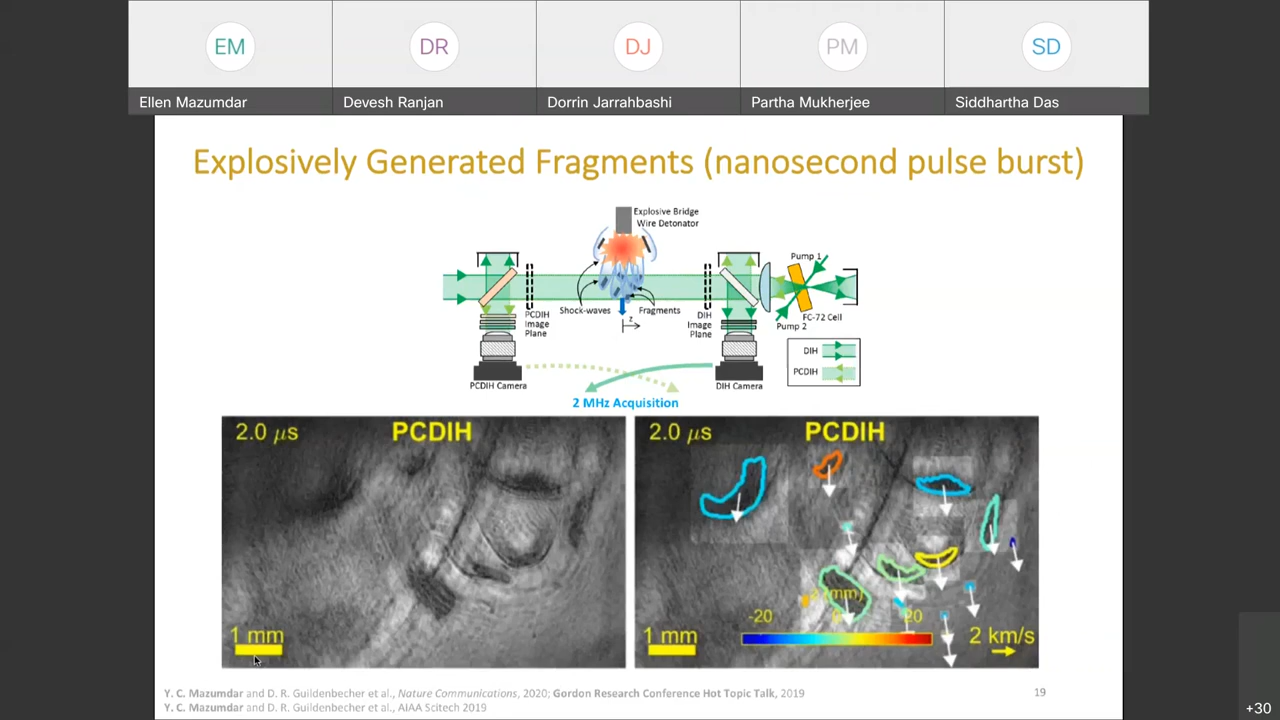 EM
DR
DJ
PM
SD
Ellen Mazumdar
Devesh Ranjan
Dorrin Jarrahbashi
Partha Mukherjee
Siddhartha Das
Explosively Generated Fragments (nanosecond pulse burst)
Explosive Bridge
Wire Detonator
Pump 1
Shock-waves
Fragments
z
PCDIH
Image
Plane
DIH
Image
Plane
FC-72 Cell
Pump 2
DIH
PCDIH
PCDIH Camera
DIH Camera
2 MHz Acquisition
2.0 μs
PCDIH
1 mm
2.0 μs
PCDIH
z (mm)
-20
0
20
1 mm
2 km/s
Y. C. Mazumdar and D. R. Guildenbecher et al., Nature Communications, 2020; Gordon Research Conference Hot Topic Talk, 2019
Y. C. Mazumdar and D. R. Guildenbecher et al., AIAA Scitech 2019
19
+30